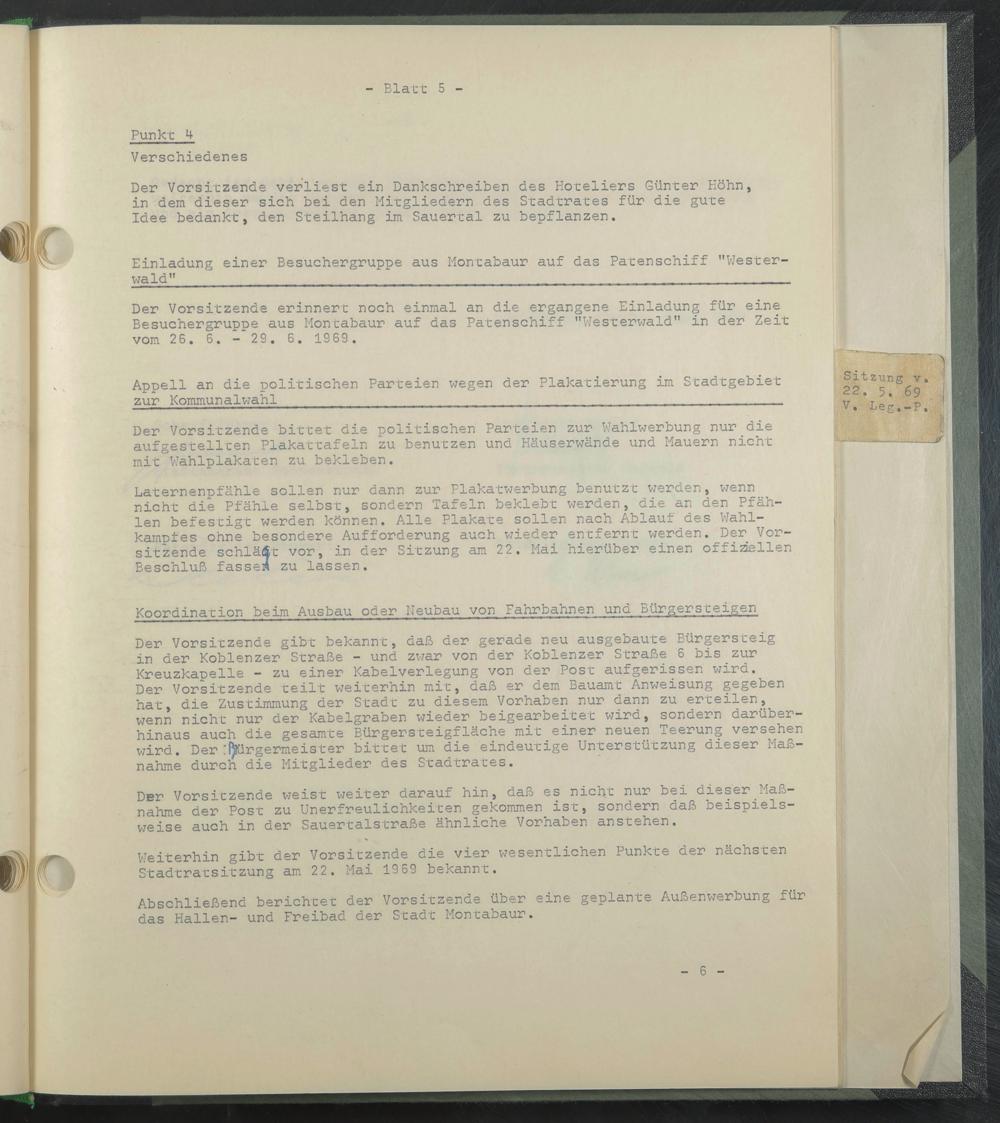 - Blatt 5 -
Punkt 4
Verschiedenes
Der Vorsitzende verliest ein Dankschreiben des Hoteliers Günter Höhn,
in dem dieser sich bei den Mitgliedern des Stadtrates für die gute
Idee bedankt, den Steilhang im Sauertal zu bepflanzen.
Einladung einer Besuchergruppe aus Montabaur auf das Patenschiff "Wester-
wald"
Der Vorsitzende erinnert noch einmal an die ergangene Einladung für eine
Besuchergruppe aus Montabaur auf das Patenschiff "Westerwald" in der Zeit
vom 26. 6. - 29. 6. 1969.
Appell an die politischen Parteien wegen der Plakatierung im Stadtgebiet
zur Kommunalwahl
Der Vorsitzende bittet die politischen Parteien zur Wahlwerbung nur die
aufgestellten Plakattafeln zu benutzen und Häuserwände und Mauern nicht
mit Wahlplakaten zu bekleben.
Laternenpfähle sollen nur dann zur Plakatwerbung benutzt werden, wenn
nicht die Pfähle selbst, sondern Tafeln beklebt werden, die an den Pfäh-
len befestigt werden können. Alle Plakate sollen nach Ablauf des Wahl-
kampfes ohne besondere Aufforderung auch wieder entfernt werden. Der Vor-
sitzende schlägt vor, in der Sitzung am 22. Mai hierüber einen offiziellen
Beschluß fassen zu lassen.
Koordination beim Ausbau oder Neubau von Fahrbahnen und Bürgersteigen
Der Vorsitzende gibt bekannt, daß der gerade neu ausgebaute Bürgersteig
in der Koblenzer Straße - und zwar von der Koblenzer Straße 6 bis zur
Kreuzkapelle - zu einer Kabelverlegung von der Post aufgerissen wird.
Der Vorsitzende teilt weiterhin mit, daß er dem Bauamt Anweisung gegeben
hat, die Zustimmung der Stadt zu diesem Vorhaben nur dann zu erteilen,
wenn nicht nur der Kabelgraben wieder beigearbeitet wird, sondern darüber-
hinaus auch die gesamte Bürgersteigfläche mit einer neuen Teerung versehen
wird. Der Bürgermeister bittet um die eindeutige Unterstützung dieser Maß-
nahme durch die Mitglieder des Stadtrates.
Der Vorsitzende weist weiter darauf hin, daß es nicht nur bei dieser Maß-
nahme der Post zu Unerfreulichkeiten gekommen ist, sondern daß beispiels-
weise auch in der Sauertalstraße ähnliche Vorhaben anstehen.
Weiterhin gibt der Vorsitzende die vier wesentlichen Punkte der nächsten
Stadtratsitzung am 22. Mai 1969 bekannt.
Abschließend berichtet der Vorsitzende über eine geplante Außenwerbung für
das Hallen- und Freibad der Stadt Montabaur.
- 6 -
Sitzung v.
22. 5. 69
V. Leg.-P.